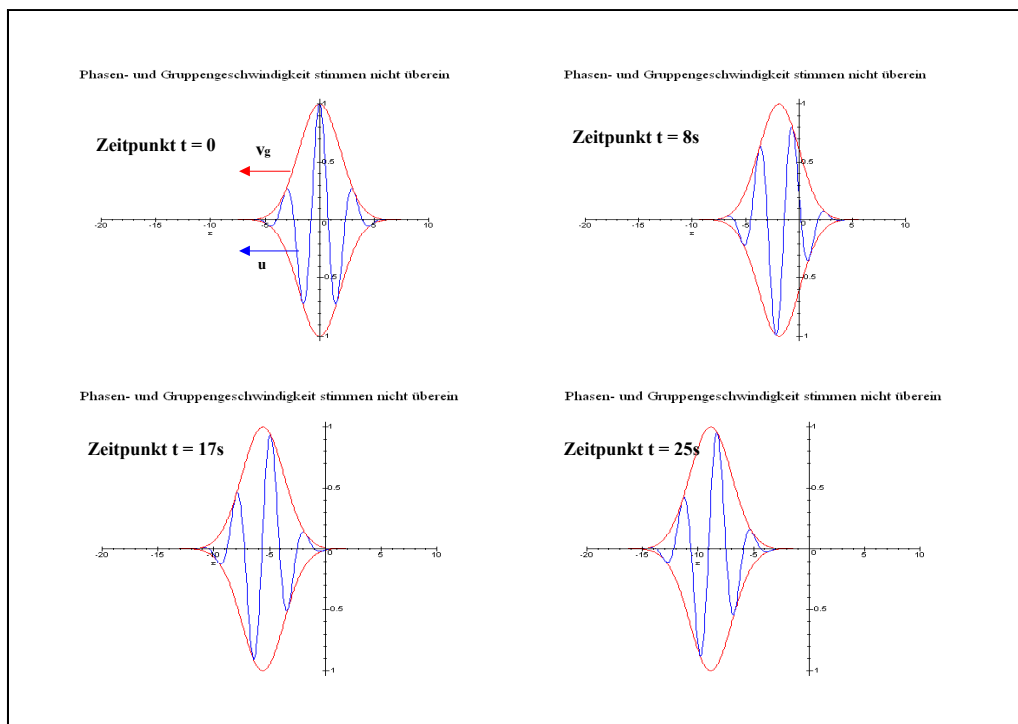 Phasen- und Gruppengeschwindigkeit stimmen nicht überein
Zeitpunkt t = 0
vg
u
1
0.5
0
0.5
1
-20 -15 -10 -5 5 10
Phasen- und Gruppengeschwindigkeit stimmen nicht überein
Zeitpunkt t = 8s
1
0.5
0
0.5
1
-20 -15 -10 -5 5 10
Phasen- und Gruppengeschwindigkeit stimmen nicht überein
Zeitpunkt t = 17s
1
0.5
0
0.5
1
-20 -15 -10 -5 5 10
Phasen- und Gruppengeschwindigkeit stimmen nicht überein
Zeitpunkt t = 25s
1
0.5
0
0.5
1
-20 -15 -10 -5 5 10